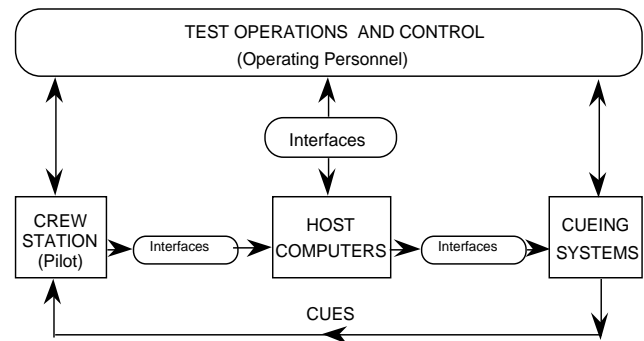 TEST OPERATIONS AND CONTROL
(Operating Personnel)
Interfaces
CREW
STATION
(Pilot)
Interfaces
HOST
COMPUTERS
Interfaces
CUEING
SYSTEMS
CUES